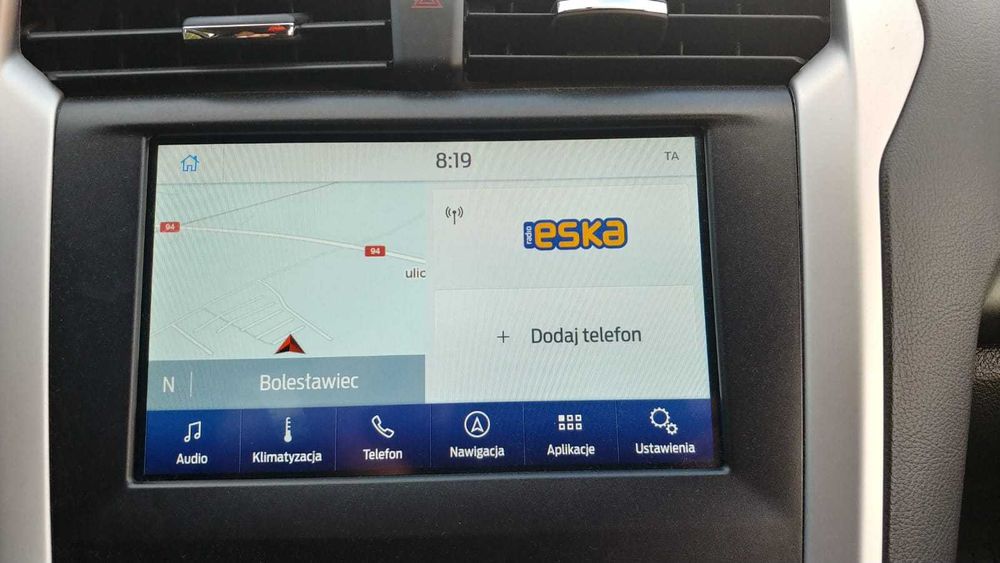 8:19
TA
94
94
ulic
radio eska
+ Dodaj telefon
N | Bolesławiec
Audio
Klimatyzacja
Telefon
Nawigacja
Aplikacje
Ustawienia